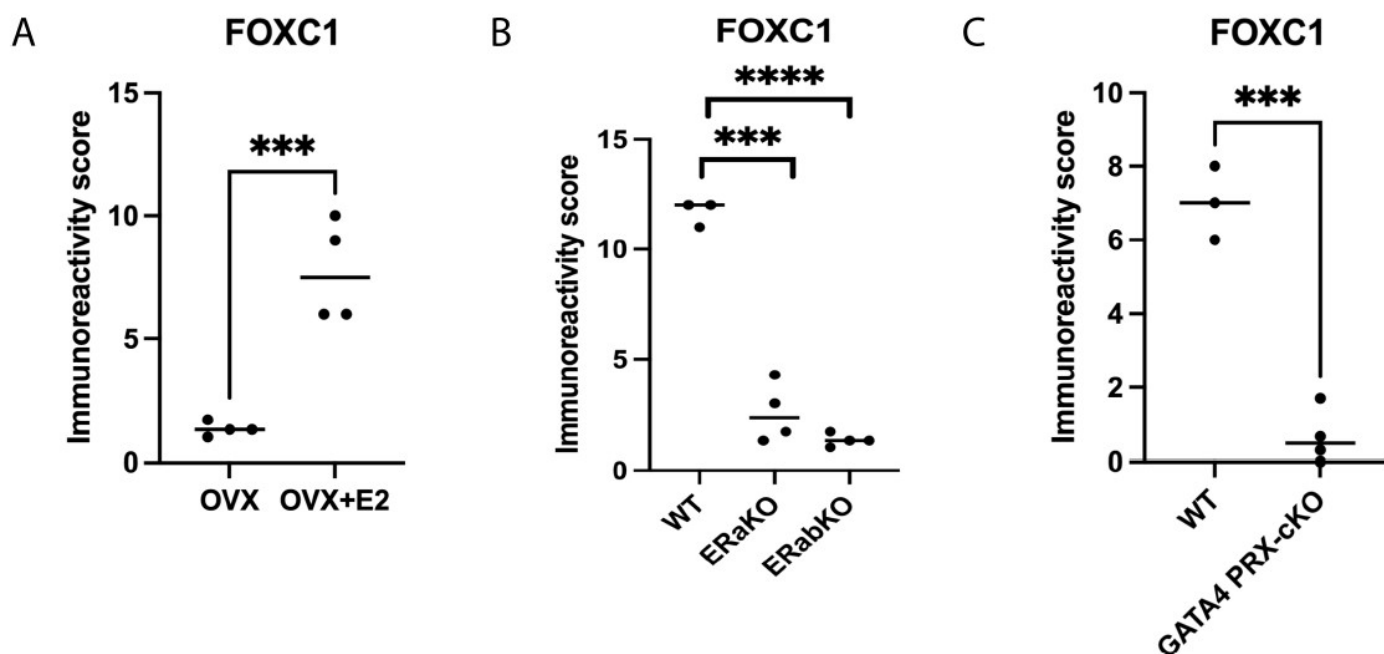 A
FOXC1
Immunoreactivity score
15
10
5
0
***
OVX
OVX+E2
B
FOXC1
Immunoreactivity score
15
10
5
0
****
***
WT
ERaKO
ERabKO
C
FOXC1
Immunoreactivity score
10
8
6
4
2
0
***
WT
GATA4 PRX-cKO